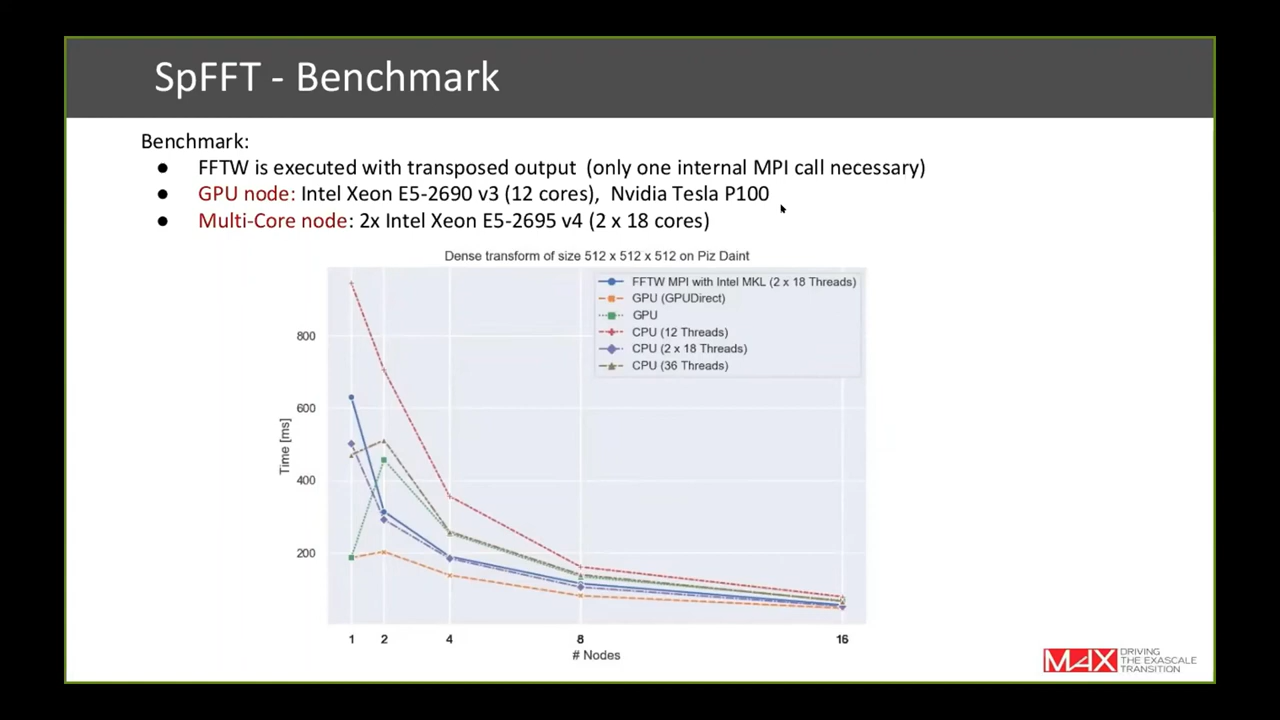 SpFFT - Benchmark
Benchmark:
● FFTW is executed with transposed output (only one internal MPI call necessary)
● GPU node: Intel Xeon E5-2690 v3 (12 cores), Nvidia Tesla P100
● Multi-Core node: 2x Intel Xeon E5-2695 v4 (2 x 18 cores)
Dense transform of size 512 x 512 x 512 on Piz Daint
FFTW MPI with Intel MKL (2 x 18 Threads)
GPU (GPUDirect)
GPU
CPU (12 Threads)
CPU (2 x 18 Threads)
CPU (36 Threads)
800
600
400
200
Time [ms]
1 2 4 8 16
# Nodes
MAX
DRIVING
THE EXASCALE
TRANSITION